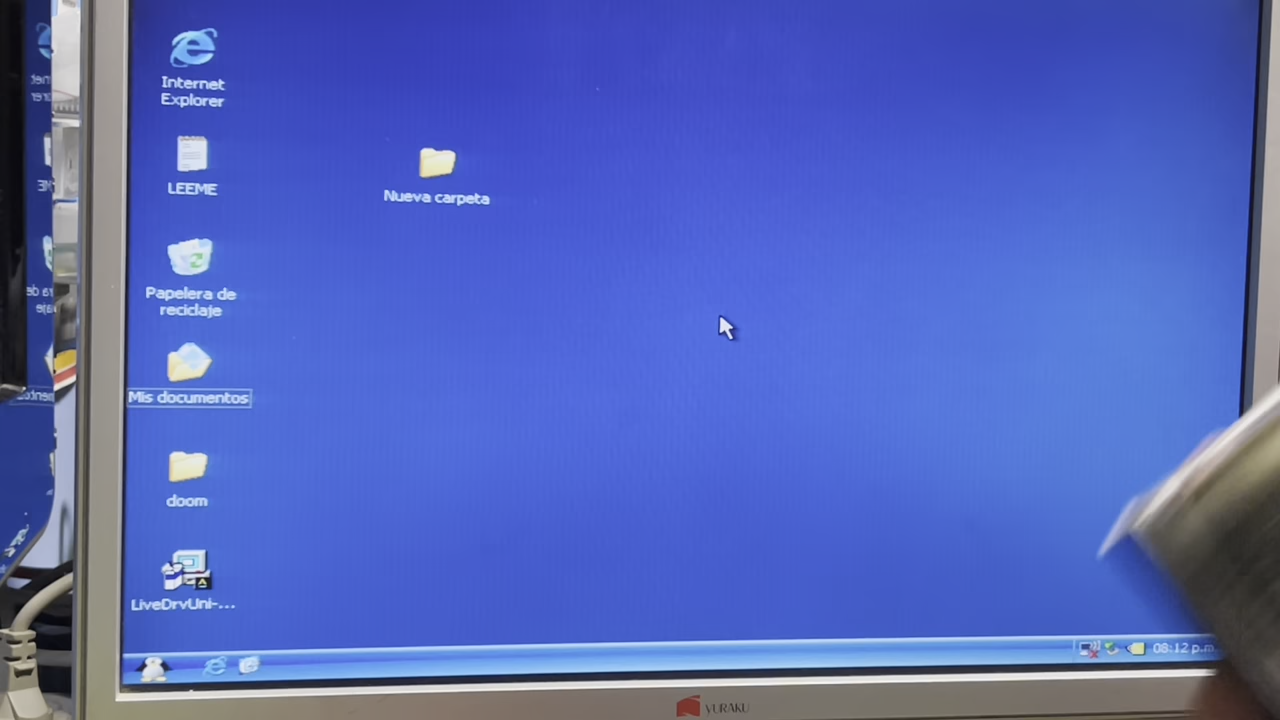 Internet
Explorer
LEEME
Nueva carpeta
Papelera de
reciclaje
Mis documentos
doom
LiveDrvUni-...
08:12 p.m.
YURAKU